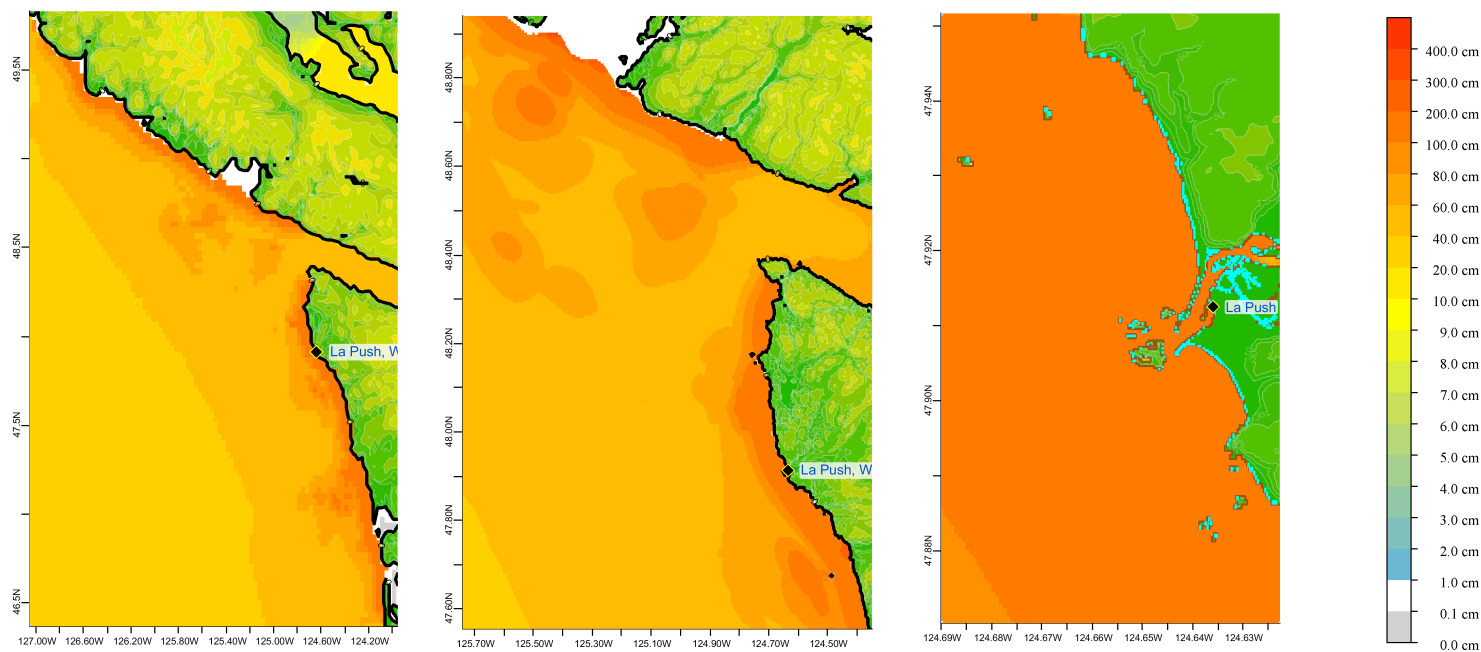 49.5N
48.5N
47.5N
46.5N
127.00W 126.60W 126.20W 125.80W 125.40W 125.00W 124.60W 124.20W
La Push, W
48.80N
48.60N
48.40N
48.20N
48.00N
47.80N
47.60N
125.70W 125.50W 125.30W 125.10W 124.90W 124.70W 124.50W
La Push, W
47.94N
47.92N
47.90N
47.88N
124.69W 124.68W 124.67W 124.66W 124.65W 124.64W 124.63W
La Push
400.0 cm
300.0 cm
200.0 cm
100.0 cm
80.0 cm
60.0 cm
40.0 cm
20.0 cm
10.0 cm
9.0 cm
8.0 cm
7.0 cm
6.0 cm
5.0 cm
4.0 cm
3.0 cm
2.0 cm
1.0 cm
0.1 cm
0.0 cm